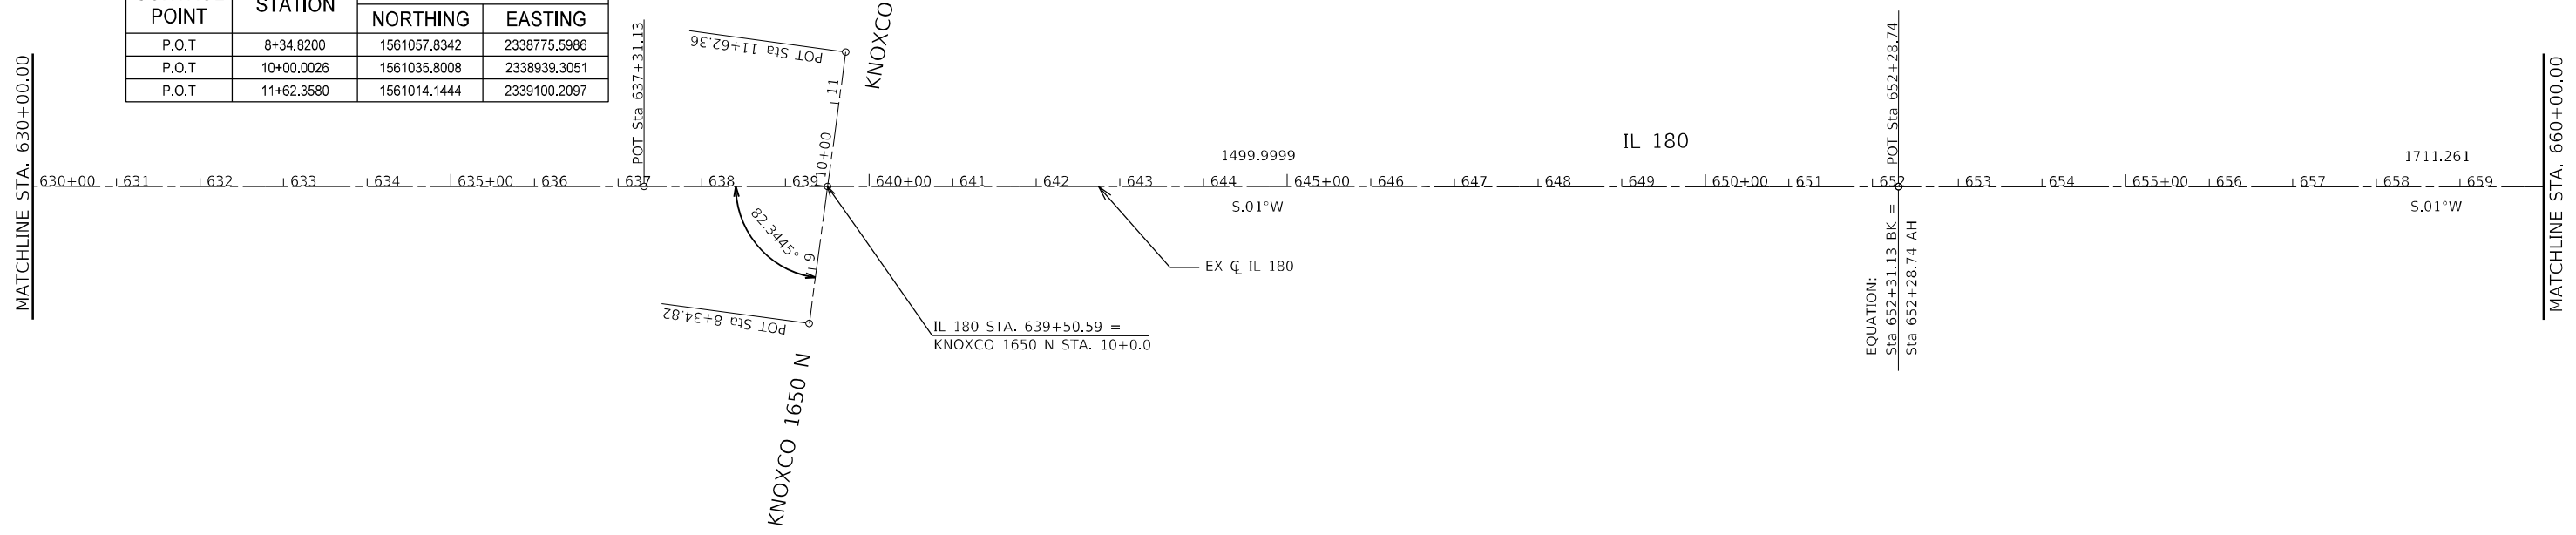 POINT STATION
NORTHING EASTING
P.O.T 8+34.8200 1561057.8342 2338775.5986
P.O.T 10+00.0026 1561035.8008 2338939.3051
P.O.T 11+62.3580 1561014.1444 2339100.2097
MATCHLINE STA. 630+00.00
POT Sta 637+31.13
POT Sta 11+62.36
KNOXCO
11
10+00
9
IL 180
POT Sta 652+28.74
MATCHLINE STA. 660+00.00
1499.9999
1711.261
630+00 631 632 633 634 635+00 636 637 638 639 640+00 641 642 643 644 645+00 646 647 648 649 650+00 651 652 653 654 655+00 656 657 658 659
S.01°W
S.01°W
82.3445°
EX ℄ IL 180
POT Sta 8+34.82
IL 180 STA. 639+50.59 =
KNOXCO 1650 N STA. 10+0.0
EQUATION:
Sta 652+31.13 BK =
Sta 652+28.74 AH
KNOXCO 1650 N